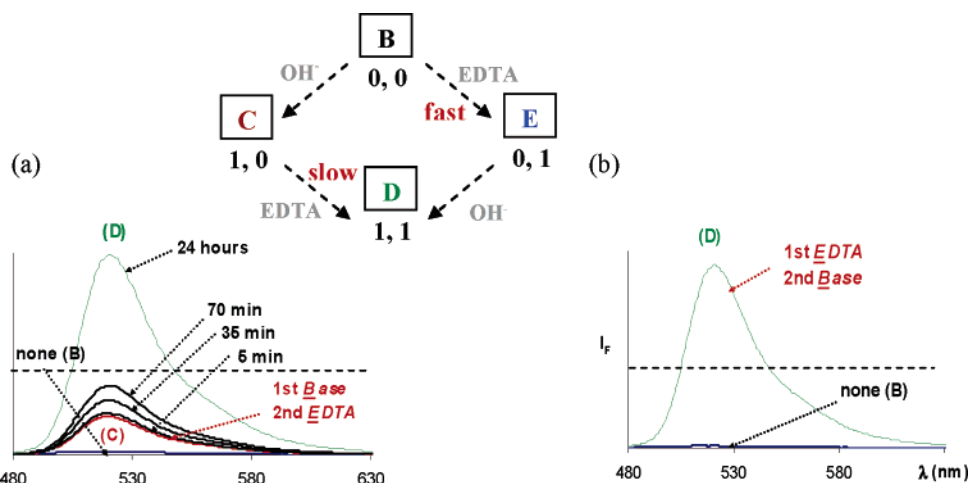 B
OH⁻
0, 0
EDTA
C
fast
E
1, 0
0, 1
slow
D
EDTA
OH⁻
1, 1
(a)
(D)
24 hours
70 min
35 min
5 min
none (B)
1st Base
2nd EDTA
(C)
480
530
580
630
(b)
(D)
1st EDTA
2nd Base
I_F
none (B)
480
530
580
λ (nm)